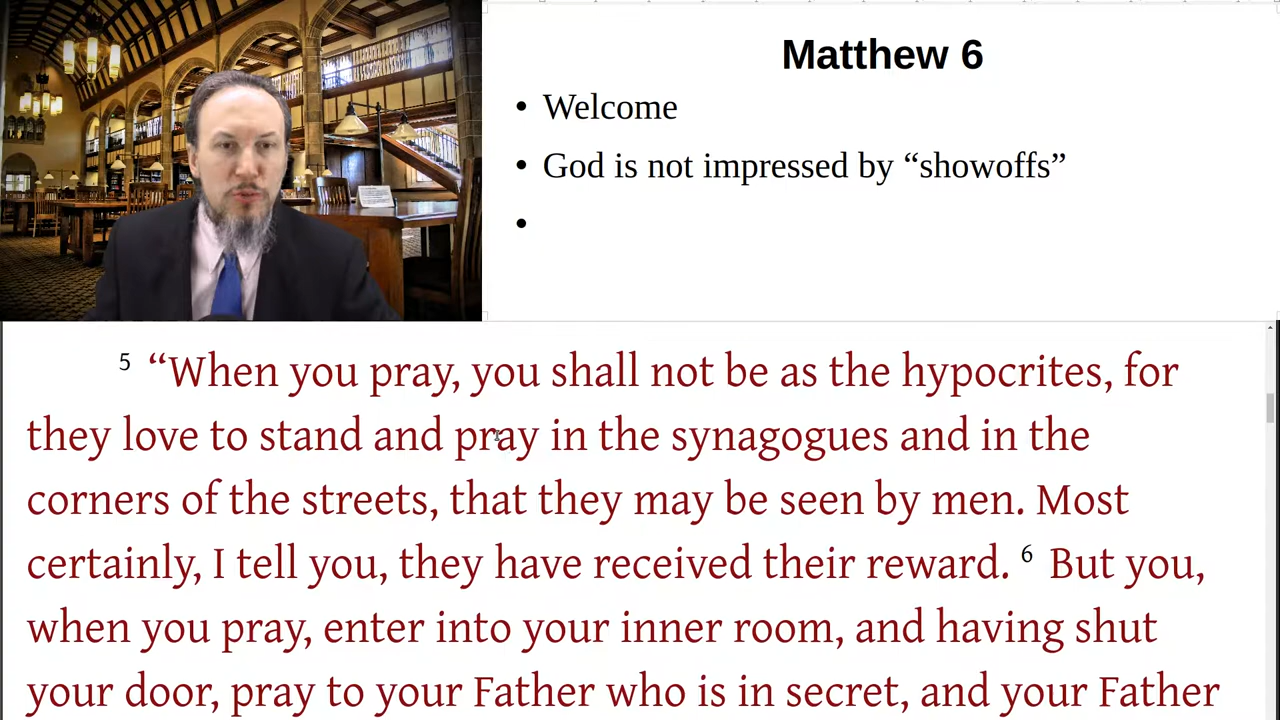 Matthew 6
• Welcome
• God is not impressed by “showoffs”
•
5 “When you pray, you shall not be as the hypocrites, for
they love to stand and pray in the synagogues and in the
corners of the streets, that they may be seen by men. Most
certainly, I tell you, they have received their reward. 6 But you,
when you pray, enter into your inner room, and having shut
your door, pray to your Father who is in secret, and your Father